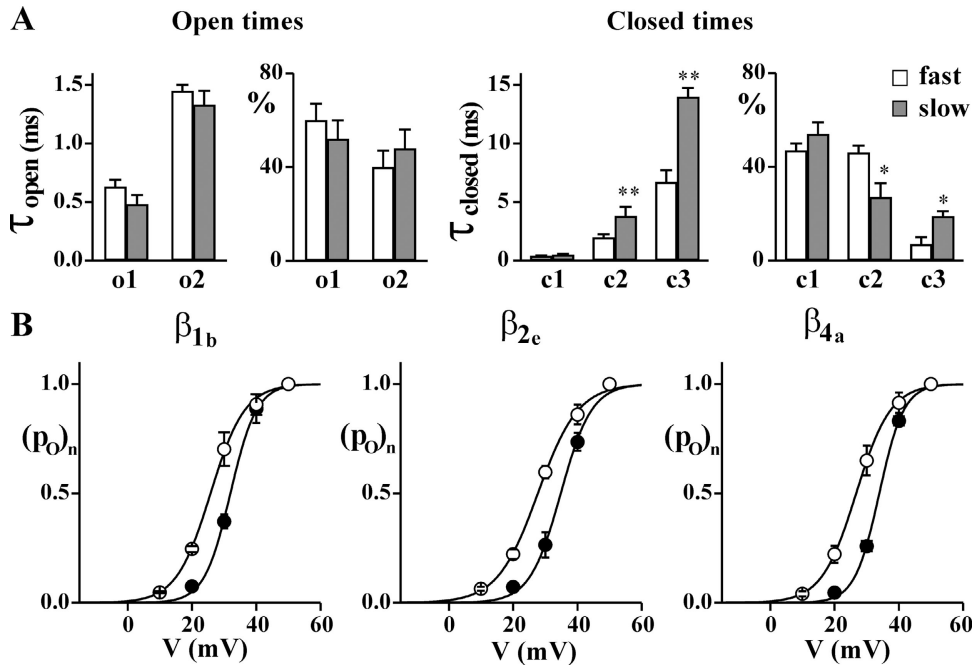 A
Open times
Closed times
1.5
1.0
0.5
0.0
τ open (ms)
o1 o2
80
%
40
0
o1 o2
15
10
5
0
τ closed (ms)
**
**
c1 c2 c3
80
%
40
0
*
*
c1 c2 c3
fast
slow
B
β1b
1.0
(pO)n
0.5
0.0
0 20 40 60
V (mV)
β2e
1.0
(pO)n
0.5
0.0
0 20 40 60
V (mV)
β4a
1.0
(pO)n
0.5
0.0
0 20 40 60
V (mV)